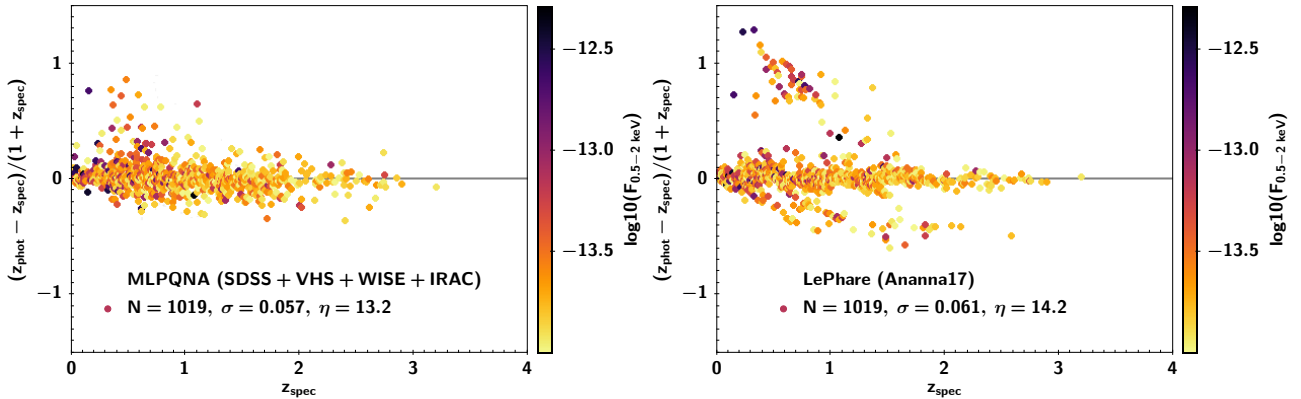 1
0
−1
(z_phot − z_spec)/(1 + z_spec)
MLPQNA (SDSS + VHS + WISE + IRAC)
N = 1019, σ = 0.057, η = 13.2
0 1 2 3 4
z_spec
−12.5
−13.0
−13.5
log10(F_0.5−2 keV)
1
0
−1
(z_phot − z_spec)/(1 + z_spec)
LePhare (Ananna17)
N = 1019, σ = 0.061, η = 14.2
0 1 2 3 4
z_spec
−12.5
−13.0
−13.5
log10(F_0.5−2 keV)